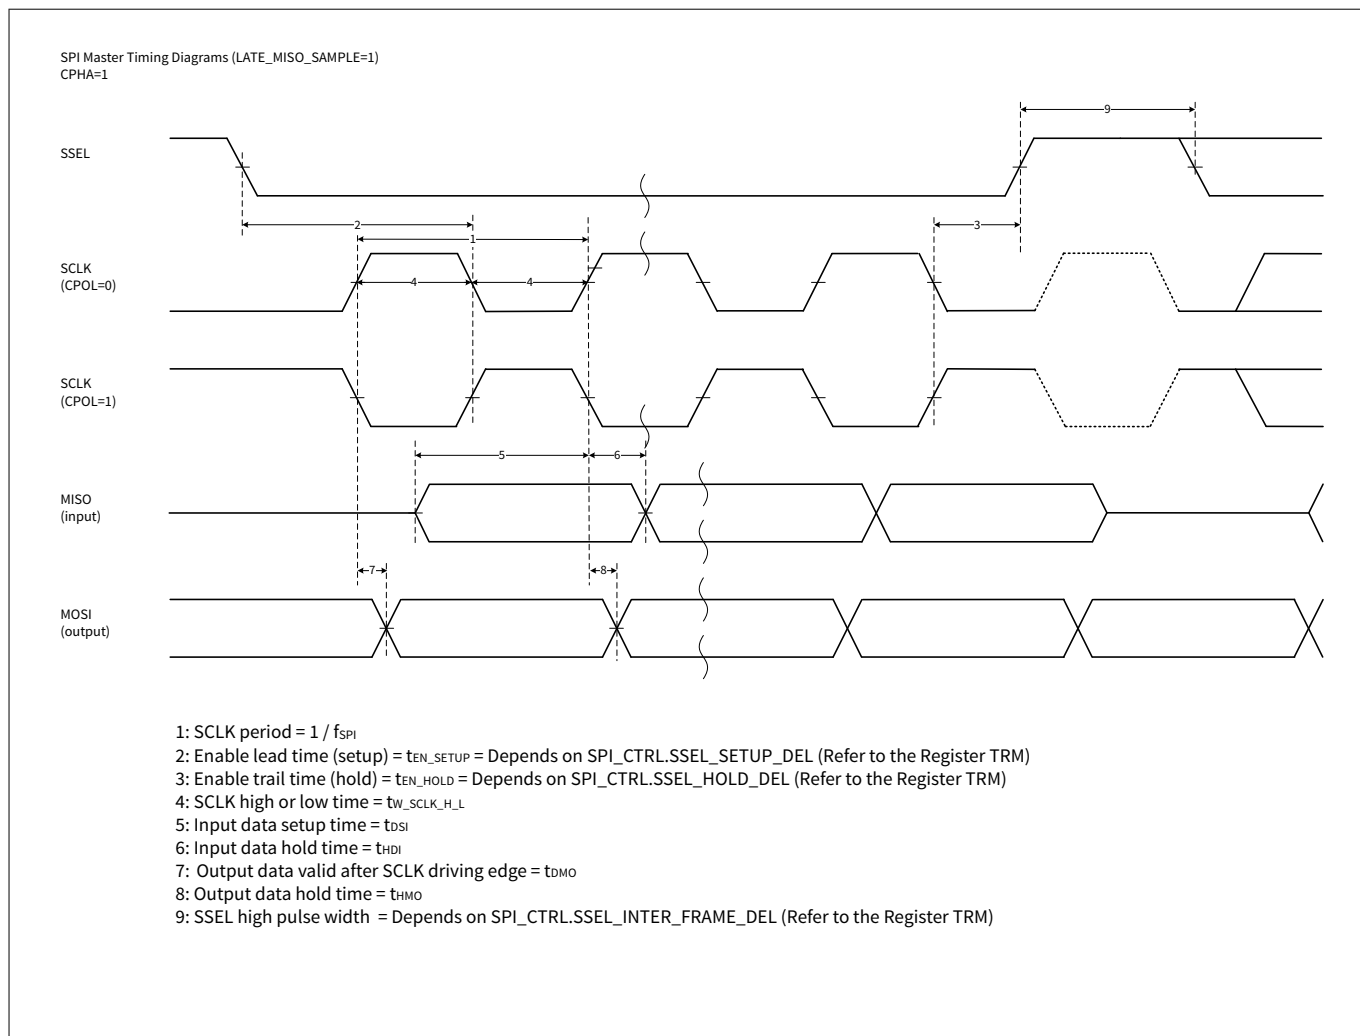 SPI Master Timing Diagrams (LATE_MISO_SAMPLE=1)
CPHA=1
9
SSEL
2
3
1
SCLK
(CPOL=0)
4
4
SCLK
(CPOL=1)
5
6
MISO
(input)
7
8
MOSI
(output)
1: SCLK period = 1 / fSPI
2: Enable lead time (setup) = tEN_SETUP = Depends on SPI_CTRL.SSEL_SETUP_DEL (Refer to the Register TRM)
3: Enable trail time (hold) = tEN_HOLD = Depends on SPI_CTRL.SSEL_HOLD_DEL (Refer to the Register TRM)
4: SCLK high or low time = tW_SCLK_H_L
5: Input data setup time = tDSI
6: Input data hold time = tHDI
7: Output data valid after SCLK driving edge = tDMO
8: Output data hold time = tHMO
9: SSEL high pulse width = Depends on SPI_CTRL.SSEL_INTER_FRAME_DEL (Refer to the Register TRM)